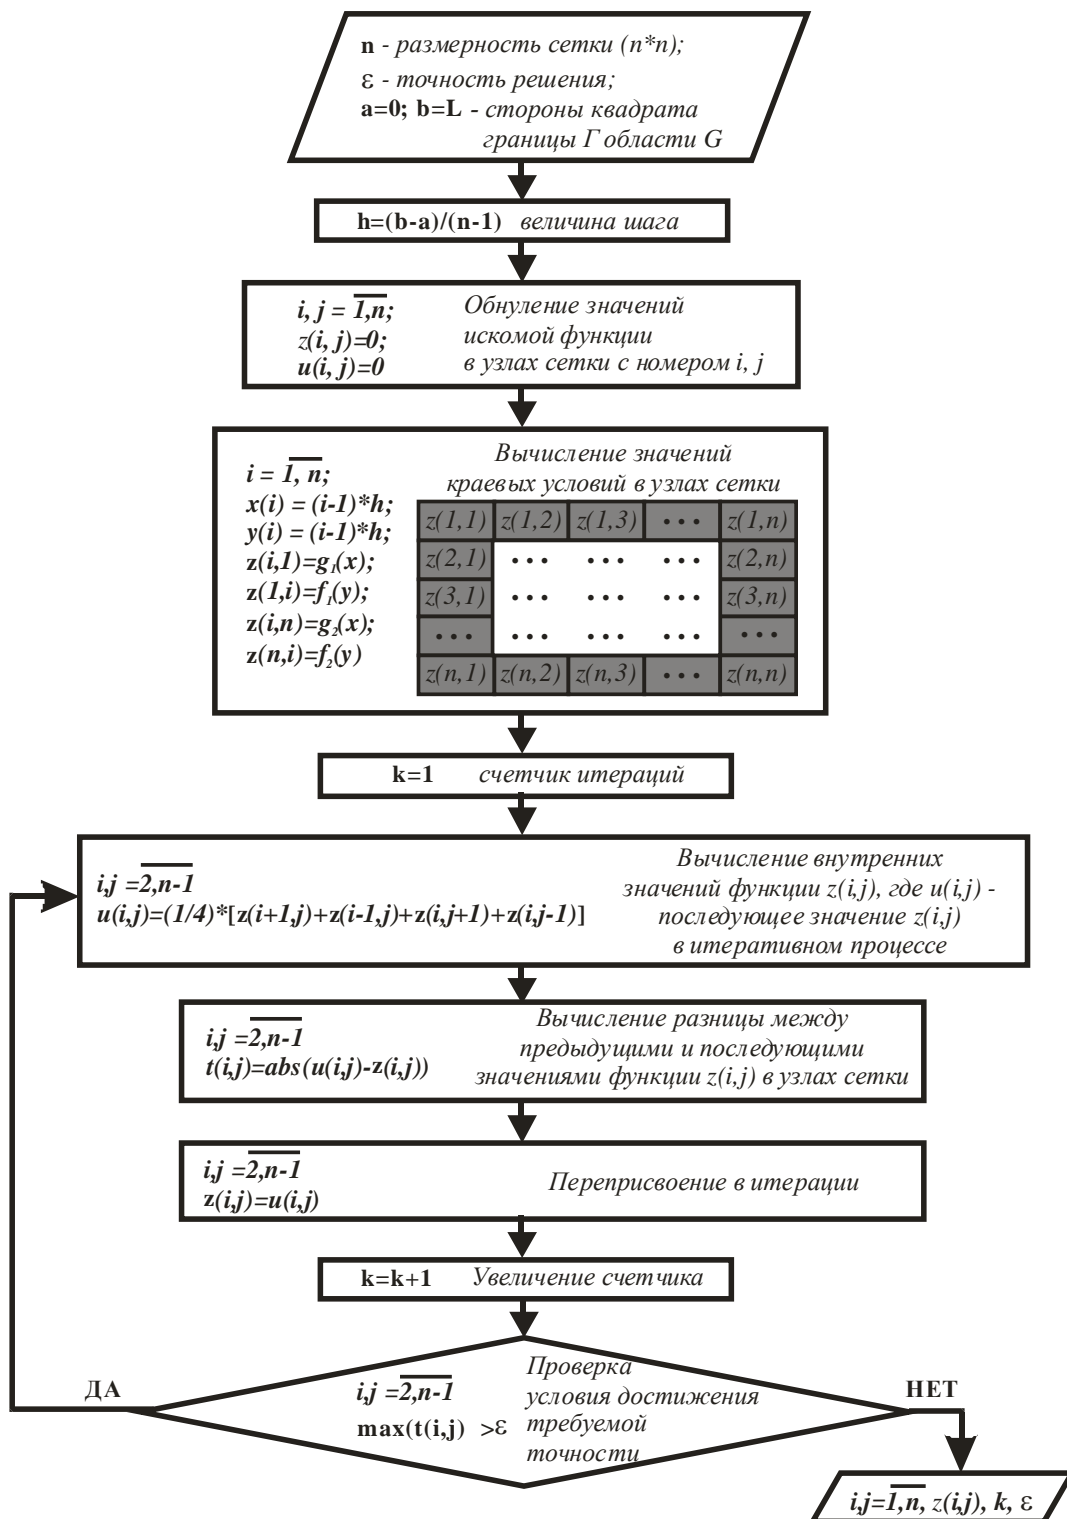 n - размерность сетки (n*n);
ε - точность решения;
a=0; b=L - стороны квадрата
границы Г области G
h=(b-a)/(n-1) величина шага
i, j = 1,n;
z(i, j)=0;
u(i, j)=0
Обнуление значений
искомой функции
в узлах сетки с номером i, j
i = 1, n;
x(i) = (i-1)*h;
y(i) = (i-1)*h;
z(i,1)=g₁(x);
z(1,i)=f₁(y);
z(i,n)=g₂(x);
z(n,i)=f₂(y)
Вычисление значений
краевых условий в узлах сетки
z(1,1) z(1,2) z(1,3) ••• z(1,n)
z(2,1) ••• ••• ••• z(2,n)
z(3,1) ••• ••• ••• z(3,n)
••• ••• ••• ••• •••
z(n,1) z(n,2) z(n,3) ••• z(n,n)
k=1 счетчик итераций
i,j =2,n-1
u(i,j)=(1/4)*[z(i+1,j)+z(i-1,j)+z(i,j+1)+z(i,j-1)]
Вычисление внутренних
значений функции z(i,j), где u(i,j) -
последующее значение z(i,j)
в итеративном процессе
i,j =2,n-1
t(i,j)=abs(u(i,j)-z(i,j))
Вычисление разницы между
предыдущими и последующими
значениями функции z(i,j) в узлах сетки
i,j =2,n-1
z(i,j)=u(i,j)
Переприсвоение в итерации
k=k+1 Увеличение счетчика
ДА
i,j =2,n-1
max(t(i,j) >ε
Проверка
условия достижения
требуемой
точности
НЕТ
i,j=1,n, z(i,j), k, ε